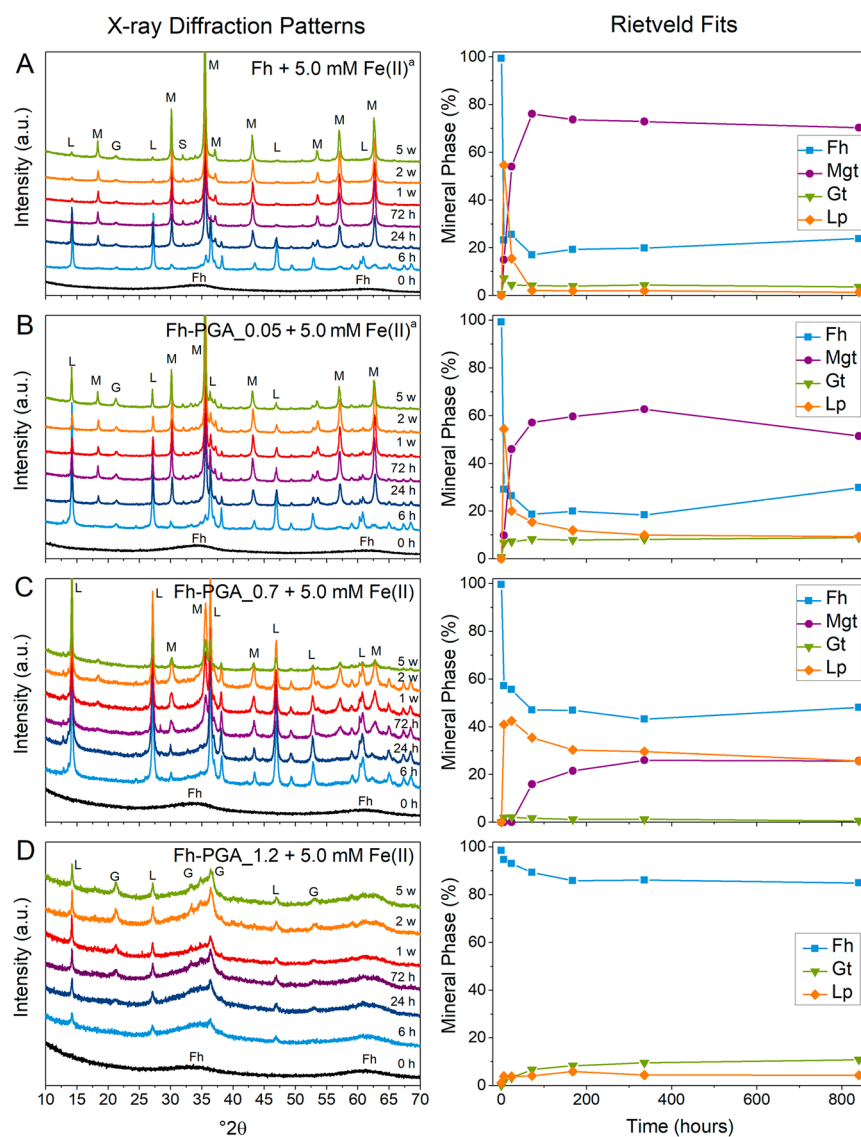 X-ray Diffraction Patterns
Rietveld Fits
A
Fh + 5.0 mM Fe(II)ᵃ
Intensity (a.u.)
L M G L M S M M M L M M L M
5 w
2 w
1 w
72 h
24 h
6 h
0 h
Fh Fh
Mineral Phase (%)
100
80
60
40
20
0
Fh
Mgt
Gt
Lp
B
Fh-PGA_0.05 + 5.0 mM Fe(II)ᵃ
Intensity (a.u.)
L M G L M M L M L M M
5 w
2 w
1 w
72 h
24 h
6 h
0 h
Fh Fh
Mineral Phase (%)
100
80
60
40
20
0
Fh
Mgt
Gt
Lp
C
Fh-PGA_0.7 + 5.0 mM Fe(II)
Intensity (a.u.)
L L M M L M L L L M
5 w
2 w
1 w
72 h
24 h
6 h
0 h
Fh Fh
Mineral Phase (%)
100
80
60
40
20
0
Fh
Mgt
Gt
Lp
D
Fh-PGA_1.2 + 5.0 mM Fe(II)
Intensity (a.u.)
L G L G G L G
5 w
2 w
1 w
72 h
24 h
6 h
0 h
Fh Fh
10 15 20 25 30 35 40 45 50 55 60 65 70
°2θ
Mineral Phase (%)
100
80
60
40
20
0
Fh
Gt
Lp
0 200 400 600 800
Time (hours)